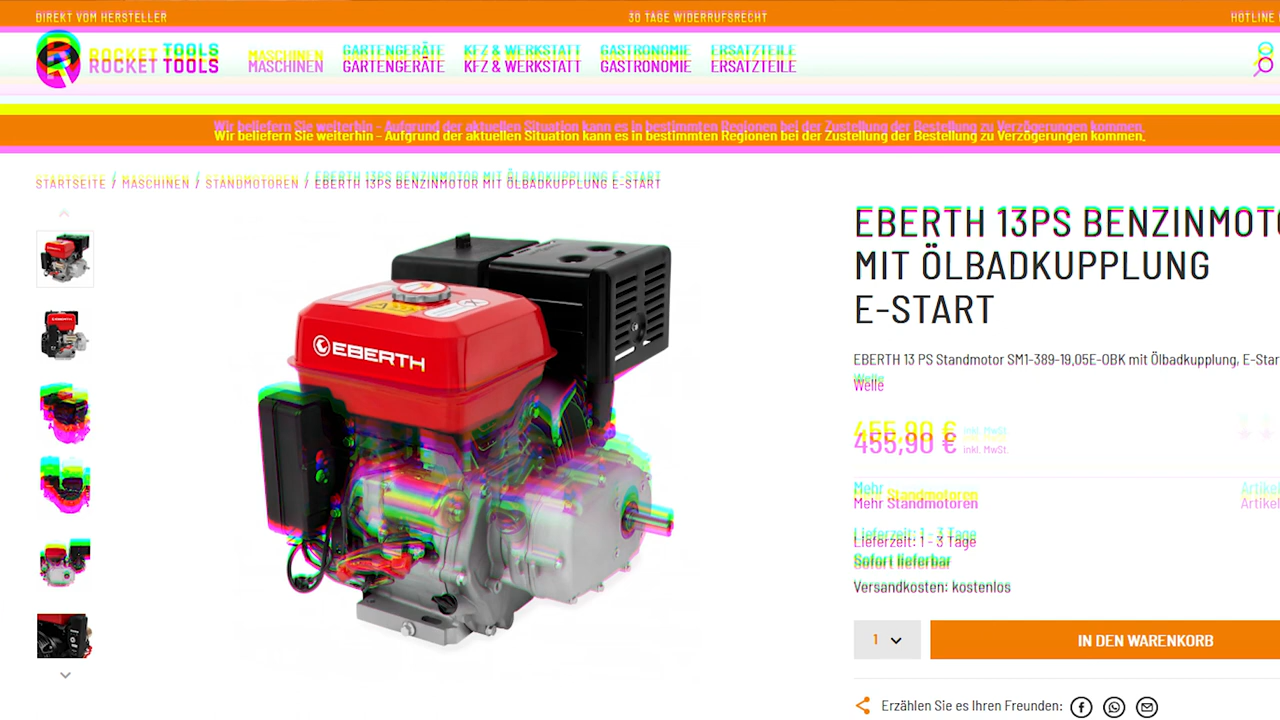 DIREKT VOM HERSTELLER
30 TAGE WIDERRUFSRECHT
HOTLINE
ROCKET TOOLS
MASCHINEN GARTENGERÄTE KFZ & WERKSTATT GASTRONOMIE ERSATZTEILE
Wir beliefern Sie weiterhin - Aufgrund der aktuellen Situation kann es in bestimmten Regionen bei der Zustellung der Bestellung zu Verzögerungen kommen.
STARTSEITE / MASCHINEN / STANDMOTOREN / EBERTH 13PS BENZINMOTOR MIT ÖLBADKUPPLUNG E-START
EBERTH
EBERTH 13PS BENZINMOTO
MIT ÖLBADKUPPLUNG
E-START
EBERTH 13 PS Standmotor SM1-389-19,05E-OBK mit Ölbadkupplung, E-Star
Welle
455,90 € inkl. MwSt.
Mehr Standmotoren
Artikel
Lieferzeit: 1 - 3 Tage
Sofort lieferbar
Versandkosten: kostenlos
1
IN DEN WARENKORB
Erzählen Sie es Ihren Freunden: